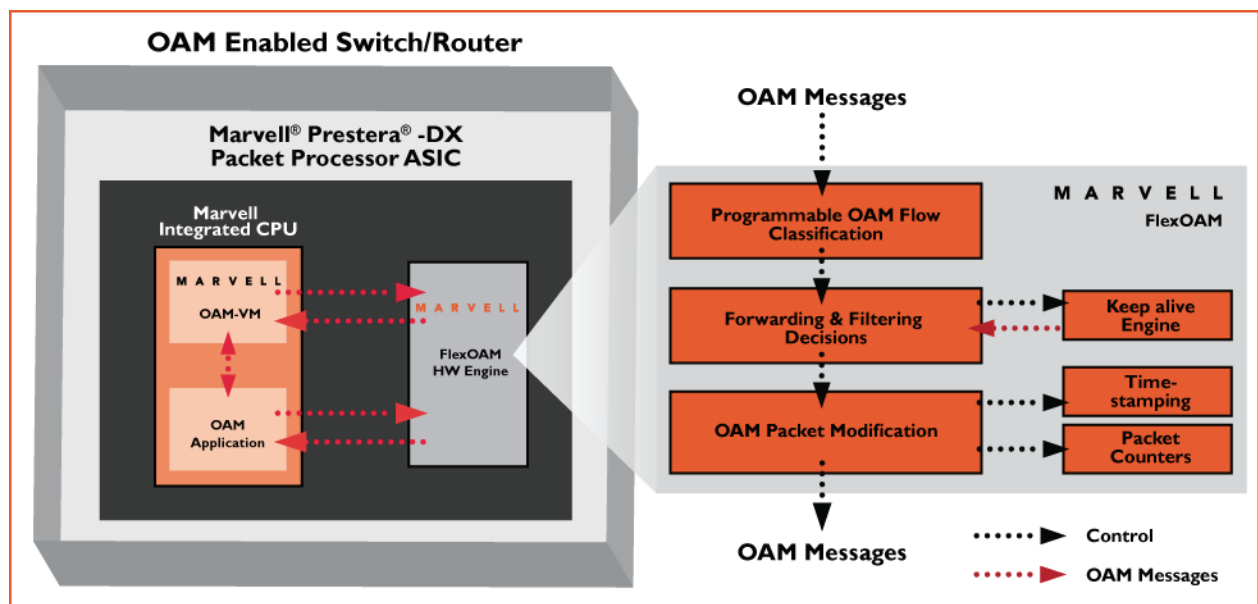 OAM Enabled Switch/Router
Marvell® Prestera® -DX
Packet Processor ASIC
Marvell
Integrated CPU
MARVELL
OAM-VM
OAM
Application
MARVELL
FlexOAM
HW Engine
OAM Messages
MARVELL
FlexOAM
Programmable OAM Flow
Classification
Forwarding & Filtering
Decisions
Keep alive
Engine
OAM Packet Modification
Time-
stamping
Packet
Counters
OAM Messages
Control
OAM Messages